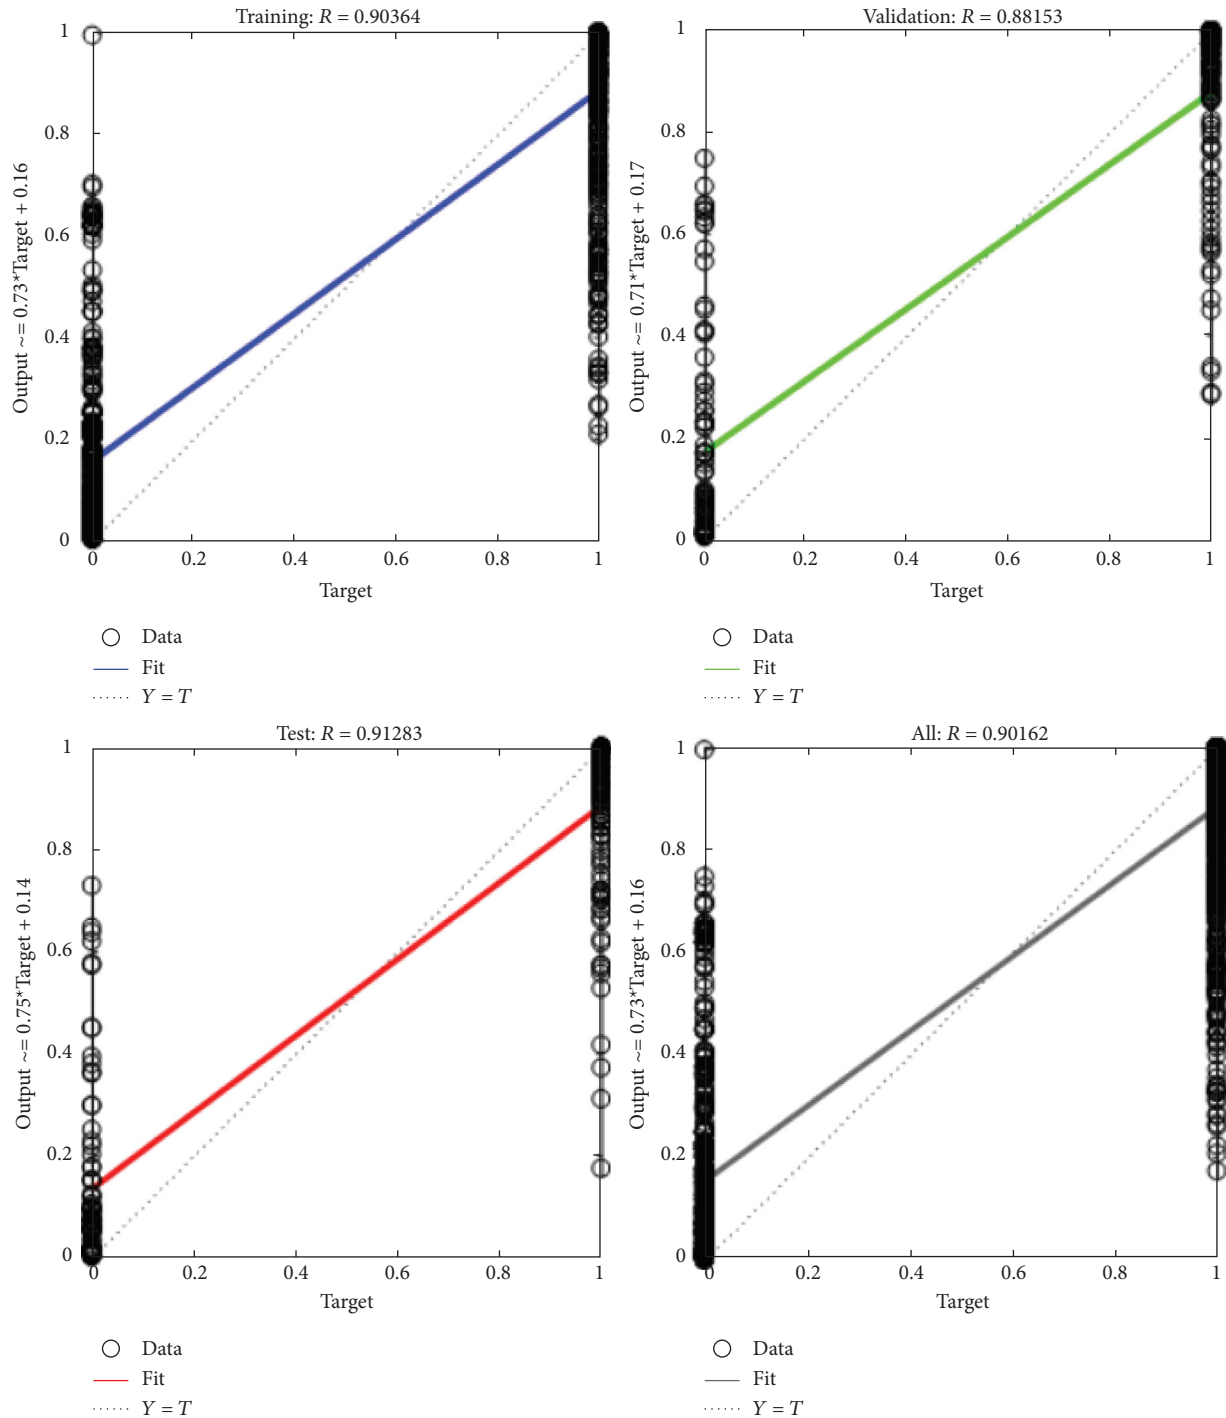 Training: R = 0.90364
1
0.8
0.6
0.4
0.2
0
Output ~= 0.73*Target + 0.16
0 0.2 0.4 0.6 0.8 1
Target
Data
Fit
Y = T
Validation: R = 0.88153
1
0.8
0.6
0.4
0.2
0
Output ~= 0.71*Target + 0.17
0 0.2 0.4 0.6 0.8 1
Target
Data
Fit
Y = T
Test: R = 0.91283
1
0.8
0.6
0.4
0.2
0
Output ~= 0.75*Target + 0.14
0 0.2 0.4 0.6 0.8 1
Target
Data
Fit
Y = T
All: R = 0.90162
1
0.8
0.6
0.4
0.2
0
Output ~= 0.73*Target + 0.16
0 0.2 0.4 0.6 0.8 1
Target
Data
Fit
Y = T